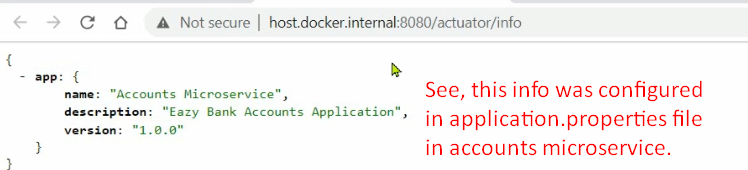 Not secure | host.docker.internal:8080/actuator/info
{
- app: {
name: "Accounts Microservice",
description: "Eazy Bank Accounts Application",
version: "1.0.0"
}
}
See, this info was configured
in application.properties file
in accounts microservice.